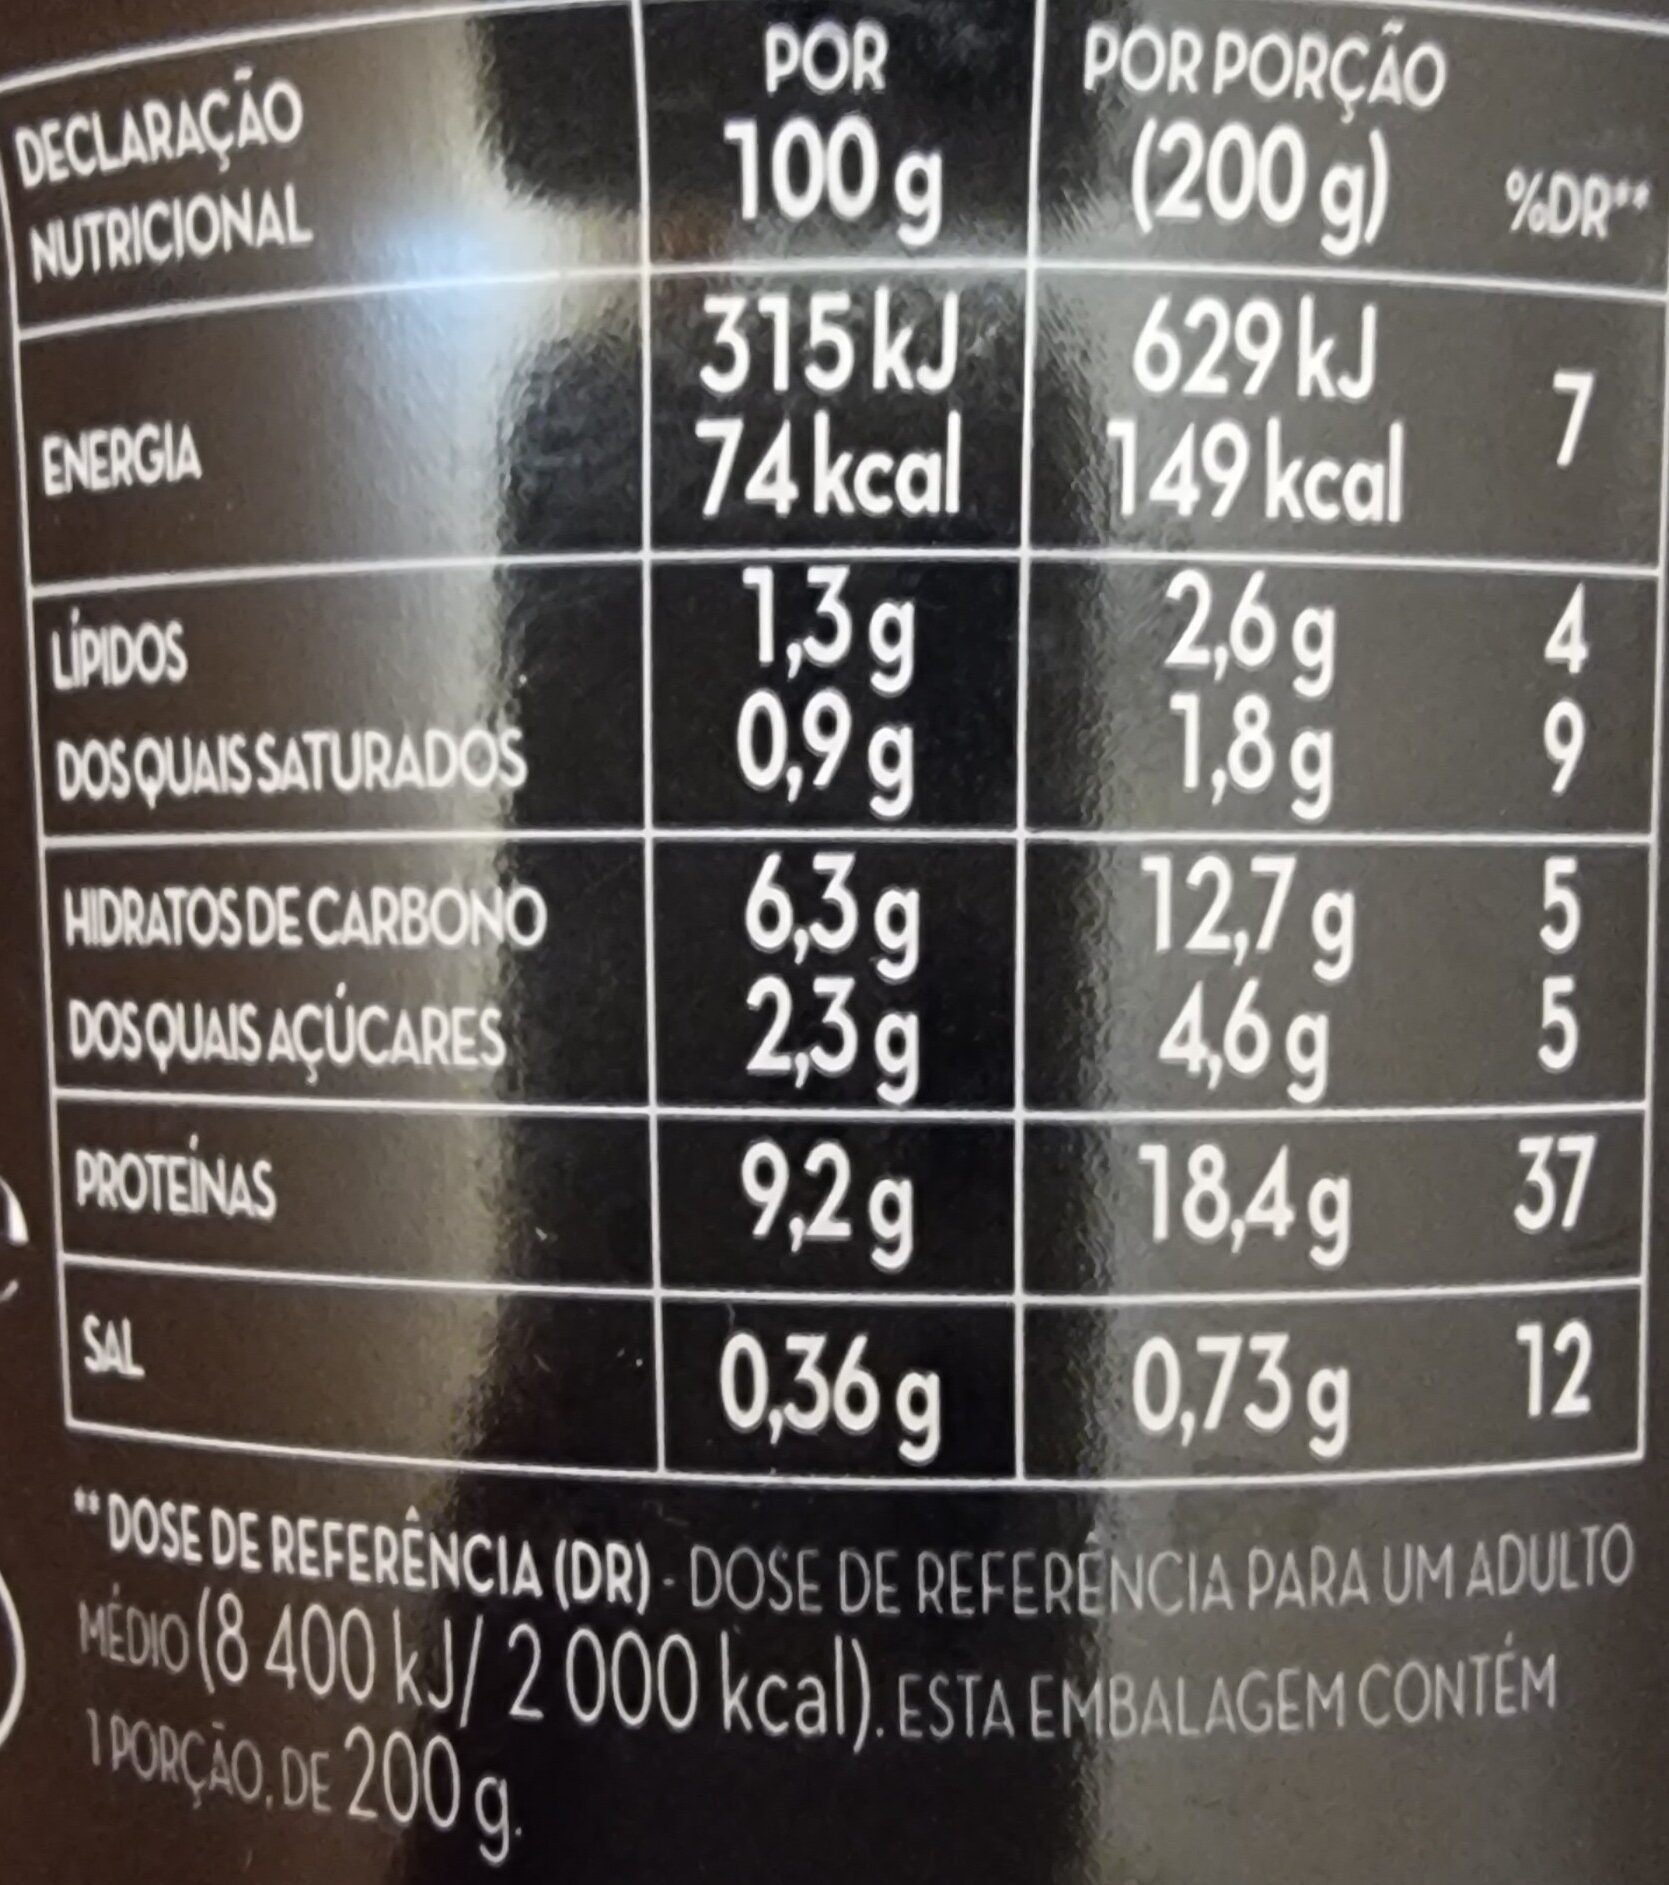 DECLARAÇÃO NUTRICIONAL POR 100 g POR PORÇÃO (200 g) %DR**
ENERGIA 315 kJ 629 kJ 7
74 kcal 149 kcal
LÍPIDOS 1,3 g 2,6 g 4
DOS QUAIS SATURADOS 0,9 g 1,8 g 9
HIDRATOS DE CARBONO 6,3 g 12,7 g 5
DOS QUAIS AÇÚCARES 2,3 g 4,6 g 5
PROTEÍNAS 9,2 g 18,4 g 37
SAL 0,36 g 0,73 g 12
** DOSE DE REFERÊNCIA (DR) - DOSE DE REFERÊNCIA PARA UM ADULTO
MÉDIO (8 400 kJ/ 2 000 kcal). ESTA EMBALAGEM CONTÉM
1 PORÇÃO, DE 200 g.